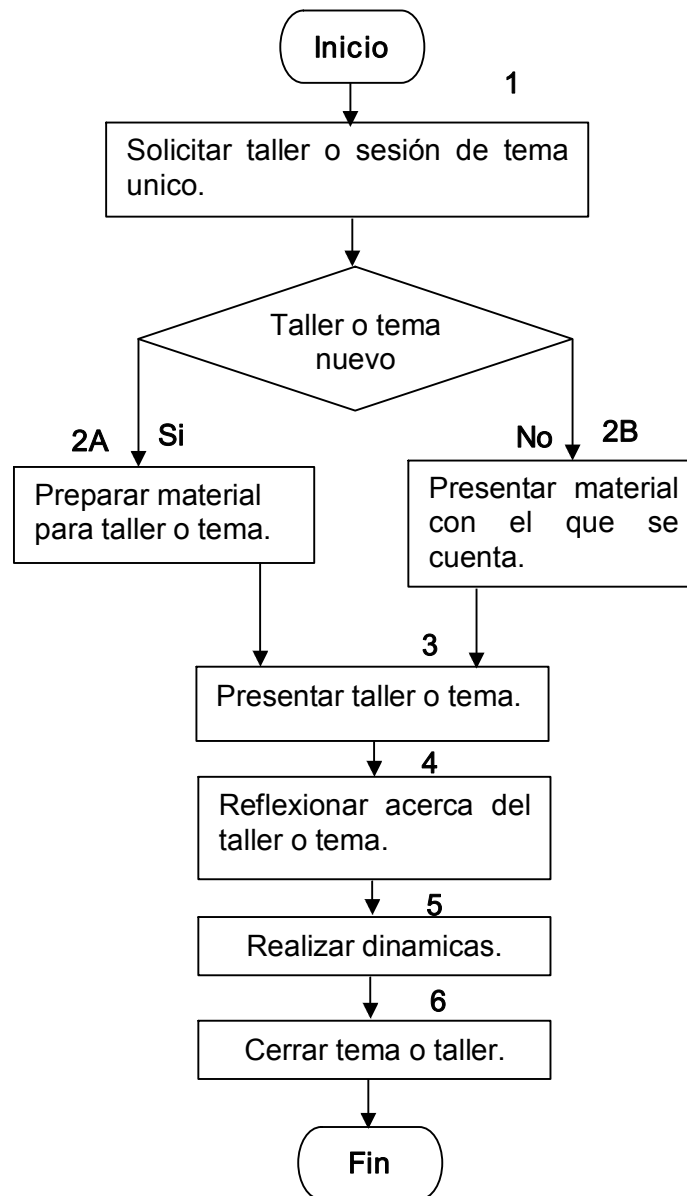 Inicio
1
Solicitar taller o sesión de tema
unico.
Taller o tema
nuevo
2A
Si
No
2B
Preparar material
para taller o tema.
Presentar material
con el que se
cuenta.
3
Presentar taller o tema.
4
Reflexionar acerca del
taller o tema.
5
Realizar dinamicas.
6
Cerrar tema o taller.
Fin